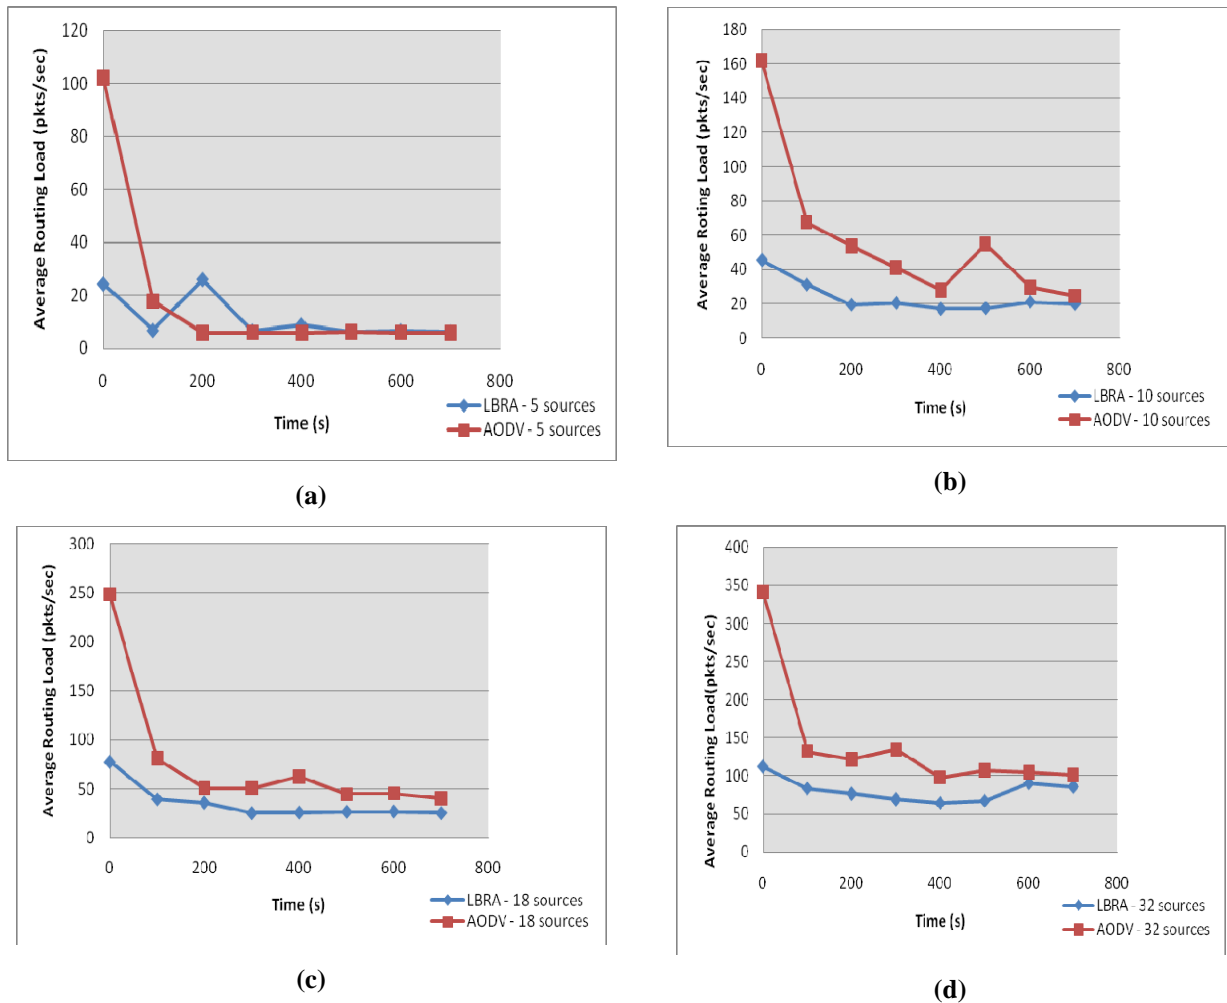 120
100
80
60
40
20
0
Average Routing Load (pkts/sec)
0 200 400 600 800
Time (s)
LBRA - 5 sources
AODV - 5 sources
(a)
180
160
140
120
100
80
60
40
20
0
Average Roting Load (pkts/sec)
0 200 400 600 800
Time (s)
LBRA - 10 sources
AODV - 10 sources
(b)
300
250
200
150
100
50
0
Average Routing Load (pkts/sec)
0 200 400 600 800
Time (s)
LBRA - 18 sources
AODV - 18 sources
(c)
400
350
300
250
200
150
100
50
0
Average Routing Load(pkts/sec)
0 200 400 600 800
Time (s)
LBRA - 32 sources
AODV - 32 sources
(d)